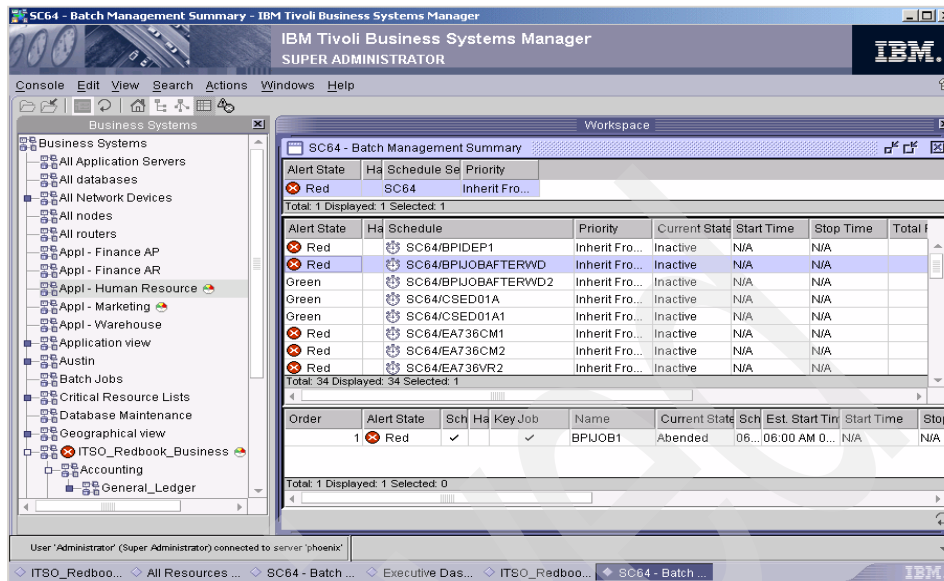 SC64 - Batch Management Summary - IBM Tivoli Business Systems Manager
IBM Tivoli Business Systems Manager
SUPER ADMINISTRATOR
IBM.
Console Edit View Search Actions Windows Help
Business Systems
Business Systems
All Application Servers
All databases
All Network Devices
All nodes
All routers
Appl - Finance AP
Appl - Finance AR
Appl - Human Resource
Appl - Marketing
Appl - Warehouse
Application view
Austin
Batch Jobs
Critical Resource Lists
Database Maintenance
Geographical view
ITSO_Redbook_Business
Accounting
General_Ledger
Workspace
SC64 - Batch Management Summary
Alert State Ha Schedule Se Priority
Red SC64 Inherit Fro...
Total: 1 Displayed: 1 Selected: 1
Alert State Ha Schedule Priority Current State Start Time Stop Time Total
Red SC64/BPIDEP1 Inherit Fro... Inactive N/A N/A
Red SC64/BPIJOBAFTERWD Inherit Fro... Inactive N/A N/A
Green SC64/BPIJOBAFTERWD2 Inherit Fro... Inactive N/A N/A
Green SC64/CSED01A Inherit Fro... Inactive N/A N/A
Green SC64/CSED01A1 Inherit Fro... Inactive N/A N/A
Red SC64/EA736CM1 Inherit Fro... Inactive N/A N/A
Red SC64/EA736CM2 Inherit Fro... Inactive N/A N/A
Red SC64/EA736VR2 Inherit Fro... Inactive N/A N/A
Total: 34 Displayed: 34 Selected: 1
Order Alert State Sch Ha Key Job Name Current State Sch Est. Start Tin Start Time Stop
1 Red BPIJOB1 Abended 06... 06:00 AM 0... N/A N/A
Total: 1 Displayed: 1 Selected: 0
User 'Administrator' (Super Administrator) connected to server 'phoenix'
ITSO_Redboo... All Resources ... SC64 - Batch ... Executive Das... ITSO_Redboo... SC64 - Batch ... IBM